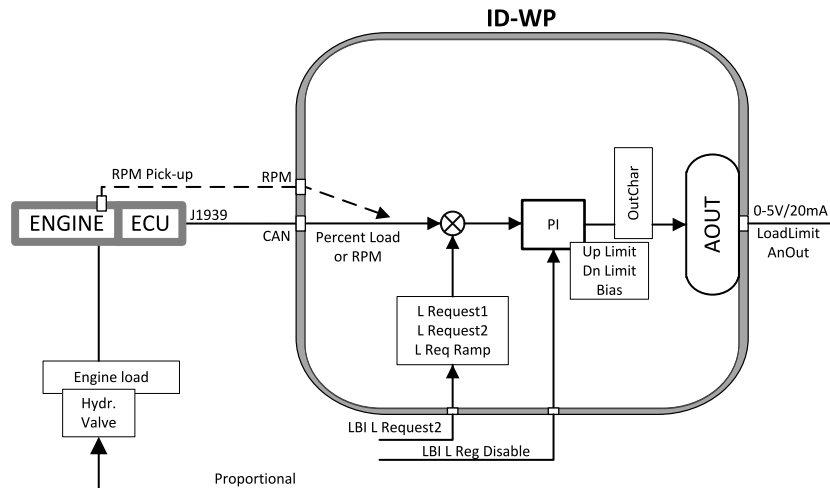 ID-WP
RPM Pick-up
RPM
ENGINE
ECU
J1939
CAN
Percent Load
or RPM
PI
OutChar
AOUT
0-5V/20mA
LoadLimit
AnOut
Up Limit
Dn Limit
Bias
L Request1
L Request2
L Req Ramp
Engine load
Hydr.
Valve
LBI L Request2
LBI L Reg Disable
Proportional